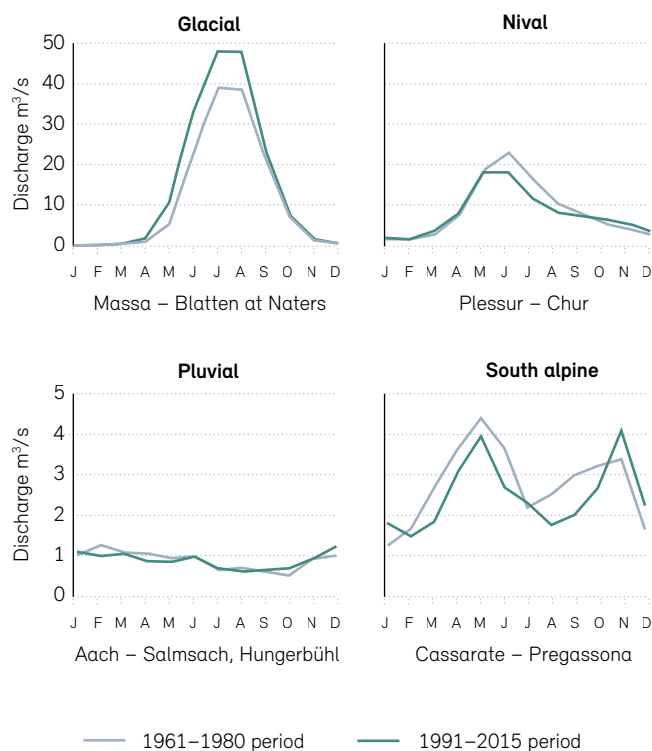 Glacial
Nival
Discharge m³/s
50
40
30
20
10
0
J F M A M J J A S O N D
J F M A M J J A S O N D
Massa – Blatten at Naters
Plessur – Chur
Pluvial
South alpine
Discharge m³/s
5
4
3
2
1
0
J F M A M J J A S O N D
J F M A M J J A S O N D
Aach – Salmsach, Hungerbühl
Cassarate – Pregassona
1961–1980 period
1991–2015 period